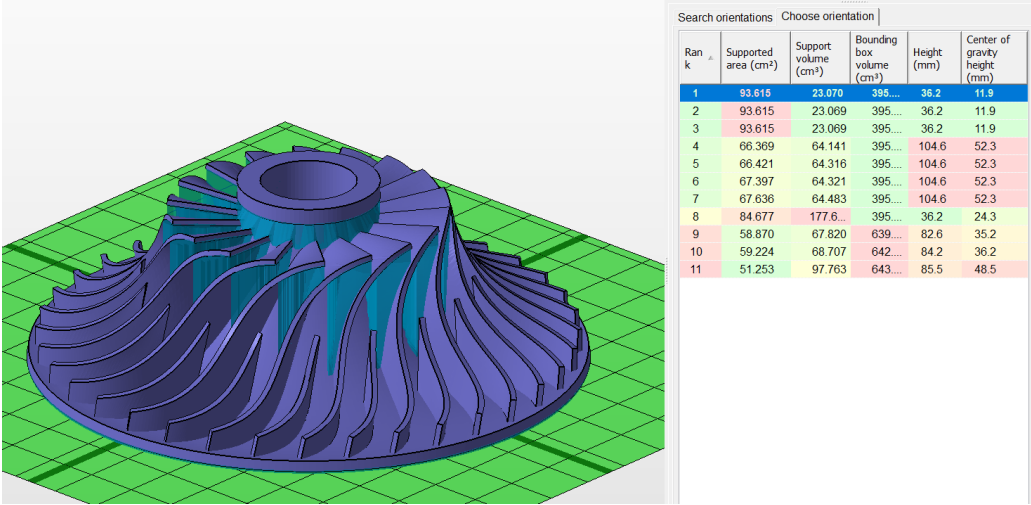 Search orientations Choose orientation
Rank Supported area (cm²) Support volume (cm³) Bounding box volume (cm³) Height (mm) Center of gravity height (mm)
1 93.615 23.070 395.... 36.2 11.9
2 93.615 23.069 395.... 36.2 11.9
3 93.615 23.069 395.... 36.2 11.9
4 66.369 64.141 395.... 104.6 52.3
5 66.421 64.316 395.... 104.6 52.3
6 67.397 64.321 395.... 104.6 52.3
7 67.636 64.483 395.... 104.6 52.3
8 84.677 177.6... 395.... 36.2 24.3
9 58.870 67.820 639.... 82.6 35.2
10 59.224 68.707 642.... 84.2 36.2
11 51.253 97.763 643.... 85.5 48.5